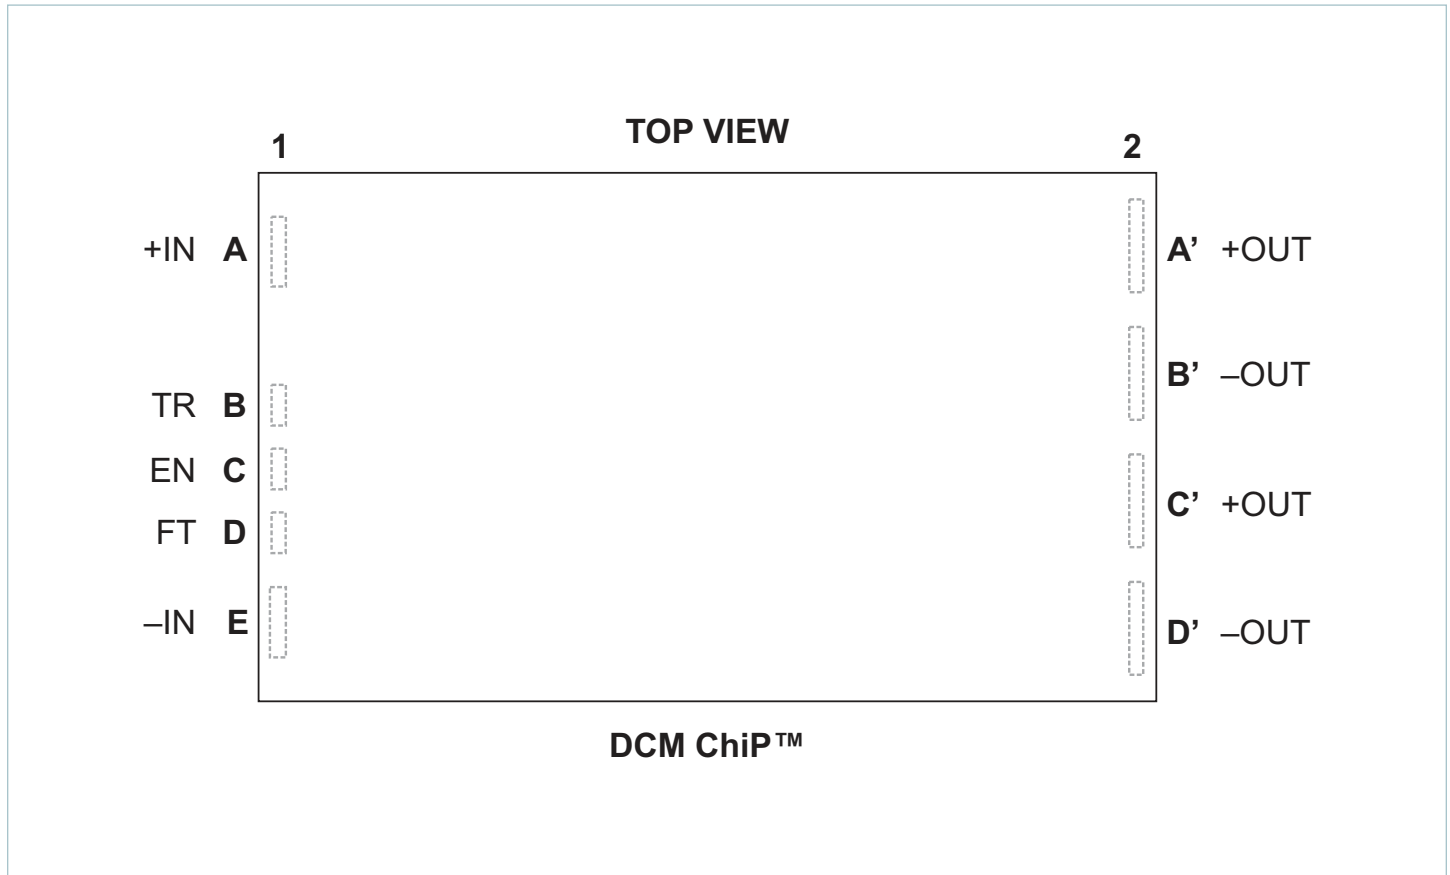 TOP VIEW
1 2
+IN A A’ +OUT
B’ –OUT
TR B
EN C
C’ +OUT
FT D
–IN E
D’ –OUT
DCM ChiP™